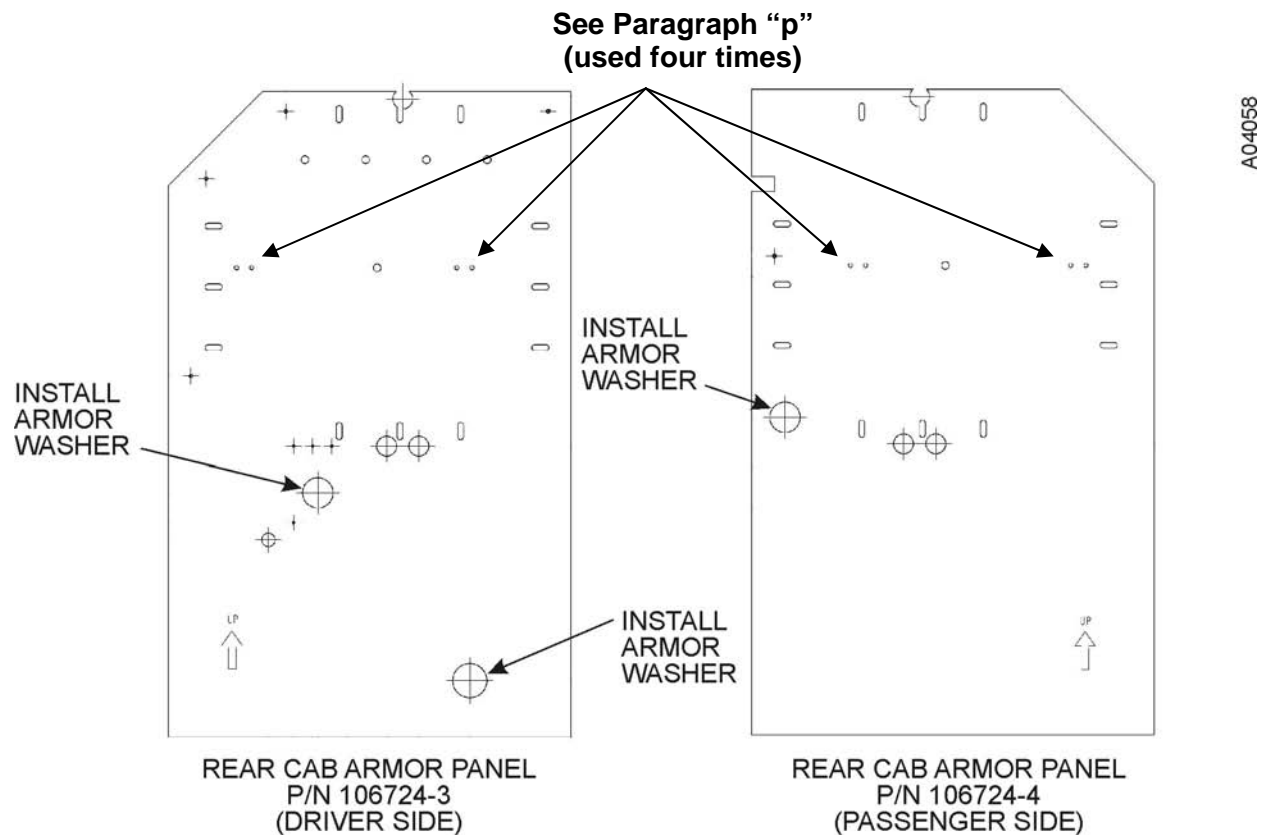 See Paragraph “p”
(used four times)
A04058
INSTALL
ARMOR
WASHER
INSTALL
ARMOR
WASHER
INSTALL
ARMOR
WASHER
UP
UP
REAR CAB ARMOR PANEL
P/N 106724-3
(DRIVER SIDE)
REAR CAB ARMOR PANEL
P/N 106724-4
(PASSENGER SIDE)